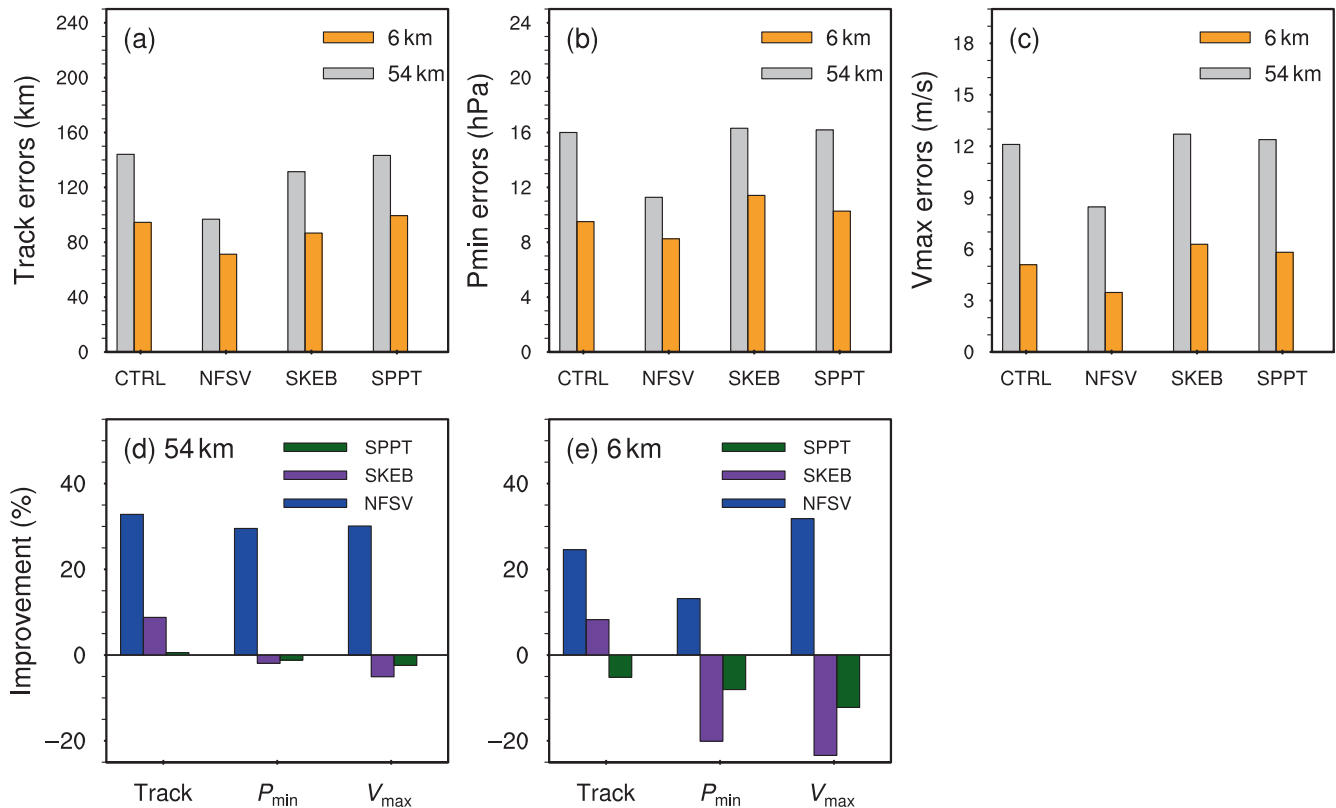 (a)
6 km
54 km
Track errors (km)
240
200
160
120
80
40
0
CTRL NFSV SKEB SPPT
(b)
6 km
54 km
Pmin errors (hPa)
24
20
16
12
8
4
0
CTRL NFSV SKEB SPPT
(c)
6 km
54 km
Vmax errors (m/s)
18
15
12
9
6
3
0
CTRL NFSV SKEB SPPT
(d) 54 km
SPPT
SKEB
NFSV
Improvement (%)
40
20
0
−20
Track Pmin Vmax
(e) 6 km
SPPT
SKEB
NFSV
40
20
0
−20
Track Pmin Vmax